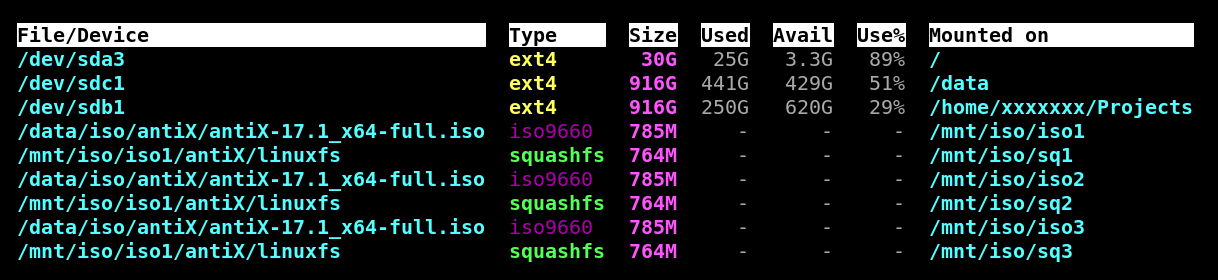 File/Device Type Size Used Avail Use% Mounted on
/dev/sda3 ext4 30G 25G 3.3G 89% /
/dev/sdc1 ext4 916G 441G 429G 51% /data
/dev/sdb1 ext4 916G 250G 620G 29% /home/xxxxxxx/Projects
/data/iso/antiX/antiX-17.1_x64-full.iso iso9660 785M - - - /mnt/iso/iso1
/mnt/iso/iso1/antiX/linuxfs squashfs 764M - - - /mnt/iso/sq1
/data/iso/antiX/antiX-17.1_x64-full.iso iso9660 785M - - - /mnt/iso/iso2
/mnt/iso/iso1/antiX/linuxfs squashfs 764M - - - /mnt/iso/sq2
/data/iso/antiX/antiX-17.1_x64-full.iso iso9660 785M - - - /mnt/iso/iso3
/mnt/iso/iso1/antiX/linuxfs squashfs 764M - - - /mnt/iso/sq3